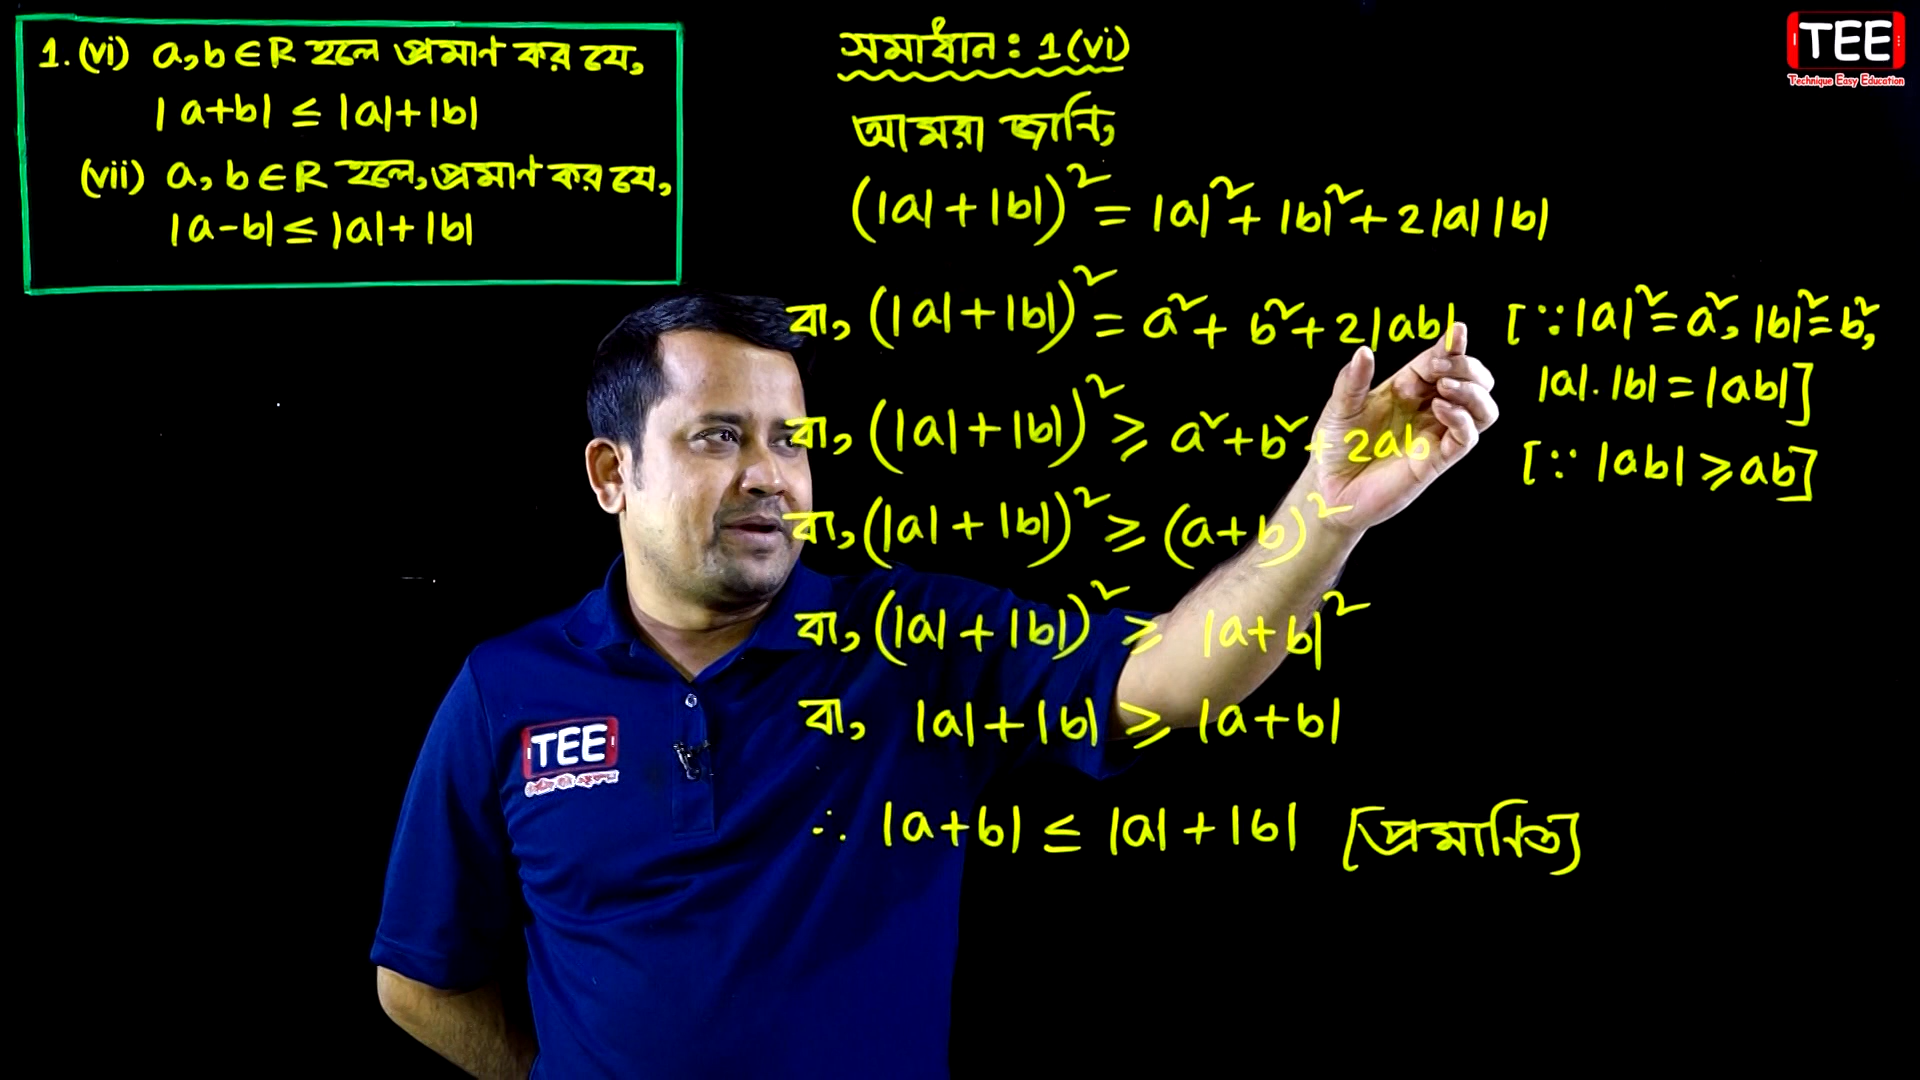 1. (vi) a,b∈R হলে প্রমাণ কর যে,
|a+b| ≤ |a|+|b|
(vii) a, b∈R হলে, প্রমাণ কর যে,
|a-b| ≤ |a|+|b|
সমাধান: 1(vi)
আমরা জানি,
(|a|+|b|)² = |a|²+ |b|²+ 2|a||b|
বা, (|a|+|b|)² = a²+ b²+ 2|ab| [∵ |a|²=a², |b|²=b²,
|a|.|b| = |ab|]
বা, (|a|+|b|)² ≥ a²+b²+2ab [∵ |ab| ≥ ab]
বা, (|a|+|b|)² ≥ (a+b)²
বা, (|a|+|b|)² ≥ |a+b|²
বা, |a|+|b| ≥ |a+b|
∴ |a+b| ≤ |a|+|b| [প্রমাণিত]
TEE
Technique Easy Education
TEE